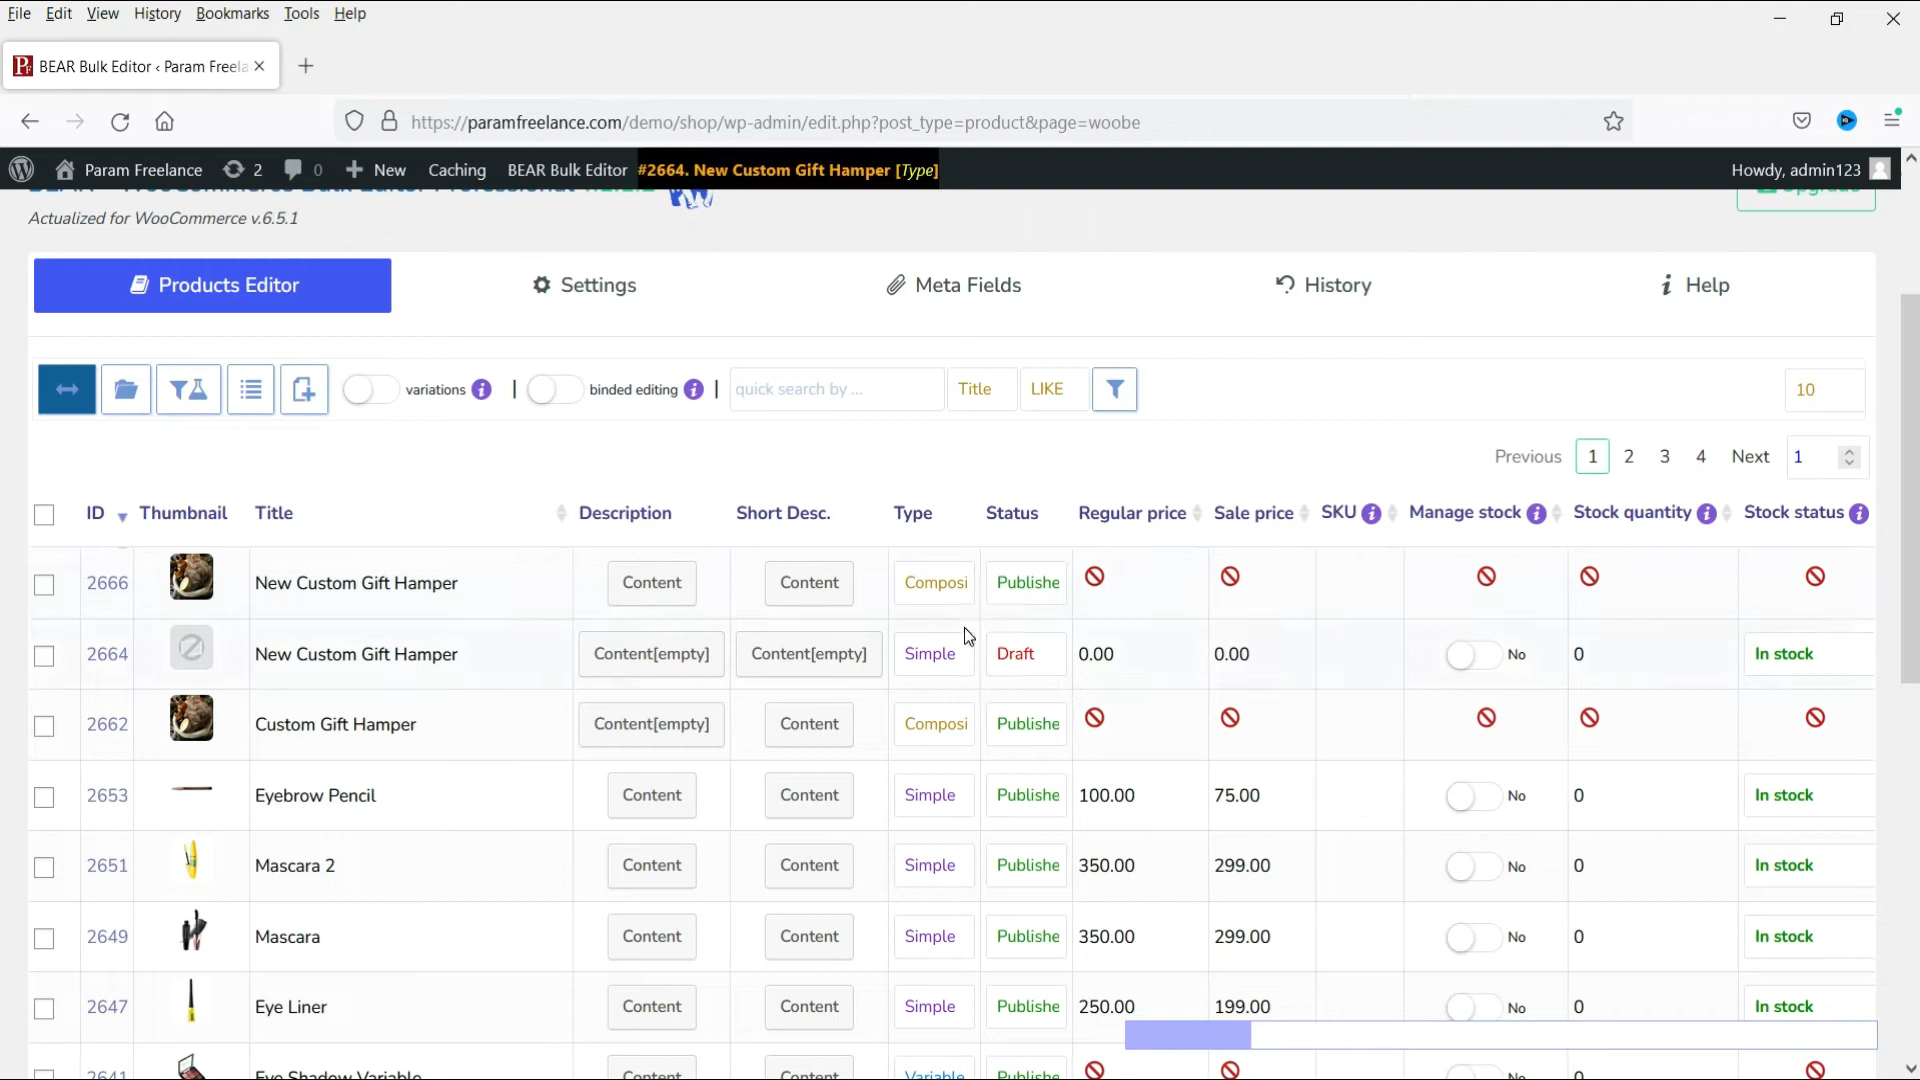 File Edit View History Bookmarks Tools Help
BEAR Bulk Editor ‹ Param Freela
https://paramfreelance.com/demo/shop/wp-admin/edit.php?post_type=product&page=woobe
Param Freelance 2 0 New Caching BEAR Bulk Editor #2664. New Custom Gift Hamper [Type] Howdy, admin123
Actualized for WooCommerce v.6.5.1
Products Editor Settings Meta Fields History Help
variations | binded editing | quick search by ... Title LIKE 10
Previous 1 2 3 4 Next 1
ID Thumbnail Title Description Short Desc. Type Status Regular price Sale price SKU Manage stock Stock quantity Stock status
2666 New Custom Gift Hamper Content Content Composi Publishe
2664 New Custom Gift Hamper Content[empty] Content[empty] Simple Draft 0.00 0.00 No 0 In stock
2662 Custom Gift Hamper Content[empty] Content Composi Publishe
2653 Eyebrow Pencil Content Content Simple Publishe 100.00 75.00 No 0 In stock
2651 Mascara 2 Content Content Simple Publishe 350.00 299.00 No 0 In stock
2649 Mascara Content Content Simple Publishe 350.00 299.00 No 0 In stock
2647 Eye Liner Content Content Simple Publishe 250.00 199.00 No 0 In stock
2641 Eye Shadow Variable Content Content Variable Publishe No 0